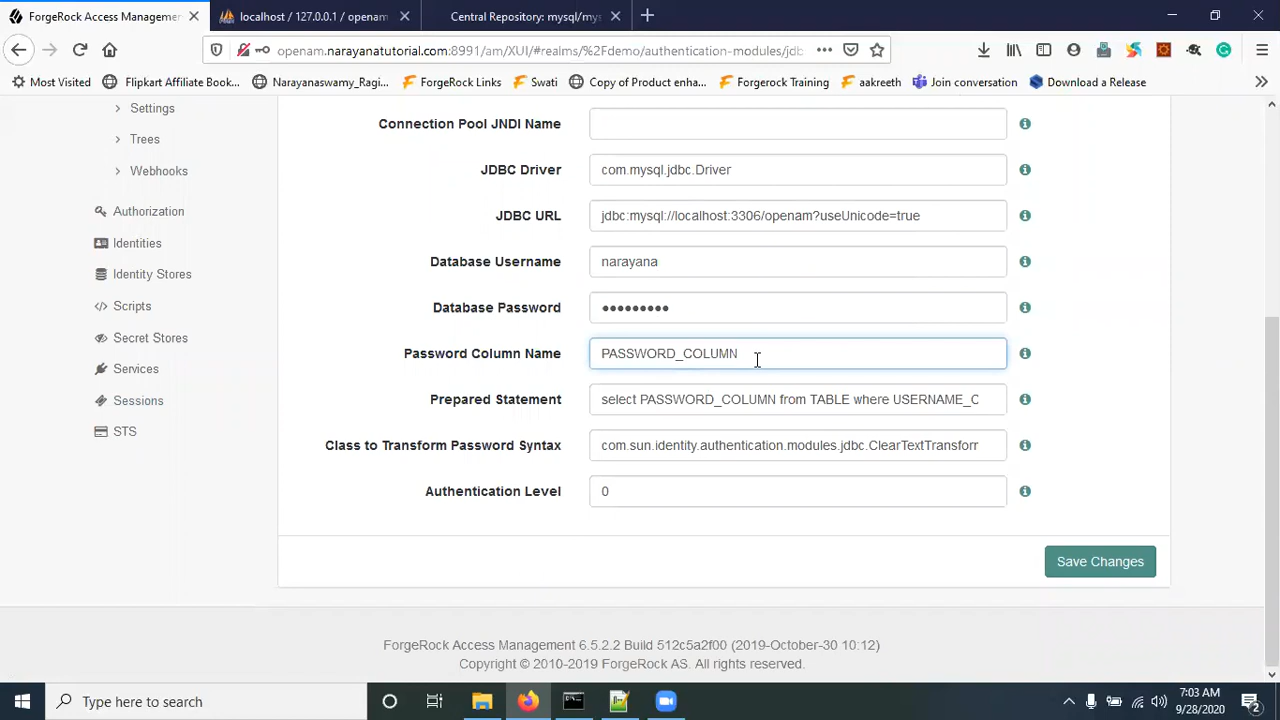 ForgeRock Access Managemen
localhost / 127.0.0.1 / openam
Central Repository: mysql/mys
openam.narayanatutorial.com:8991/am/XUI/#realms/%2Fdemo/authentication-modules/jdb
Most Visited
Flipkart Affiliate Book...
Narayanaswamy_Ragi...
ForgeRock Links
Swati
Copy of Product enha...
Forgerock Training
aakreeth
Join conversation
Download a Release
Settings
Trees
Webhooks
Authorization
Identities
Identity Stores
Scripts
Secret Stores
Services
Sessions
STS
Connection Pool JNDI Name
JDBC Driver com.mysql.jdbc.Driver
JDBC URL jdbc:mysql://localhost:3306/openam?useUnicode=true
Database Username narayana
Database Password ●●●●●●●●●
Password Column Name PASSWORD_COLUMN
Prepared Statement select PASSWORD_COLUMN from TABLE where USERNAME_C
Class to Transform Password Syntax com.sun.identity.authentication.modules.jdbc.ClearTextTransforr
Authentication Level 0
Save Changes
ForgeRock Access Management 6.5.2.2 Build 512c5a2f00 (2019-October-30 10:12)
Copyright © 2010-2019 ForgeRock AS. All rights reserved.
Type here to search
7:03 AM
9/28/2020
2